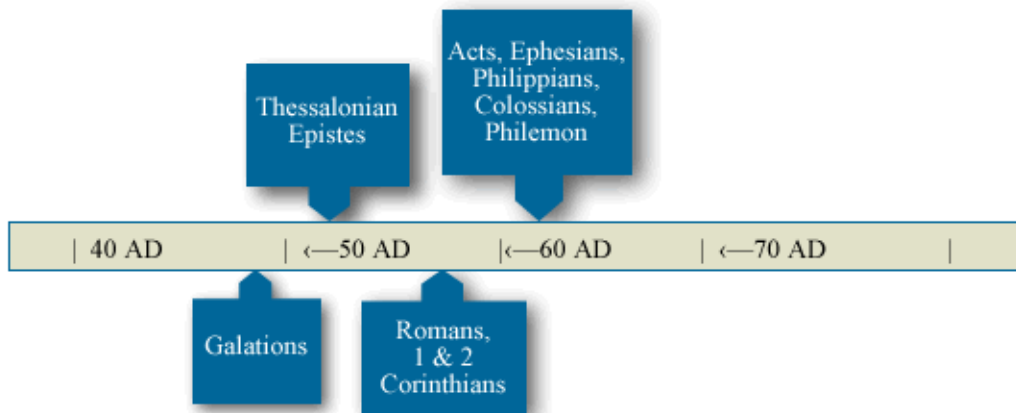 Acts, Ephesians,
Philippians,
Colossians,
Philemon
Thessalonian
Epistes
| 40 AD | ‹—50 AD |‹—60 AD | ‹—70 AD |
Galations
Romans,
1 & 2
Corinthians